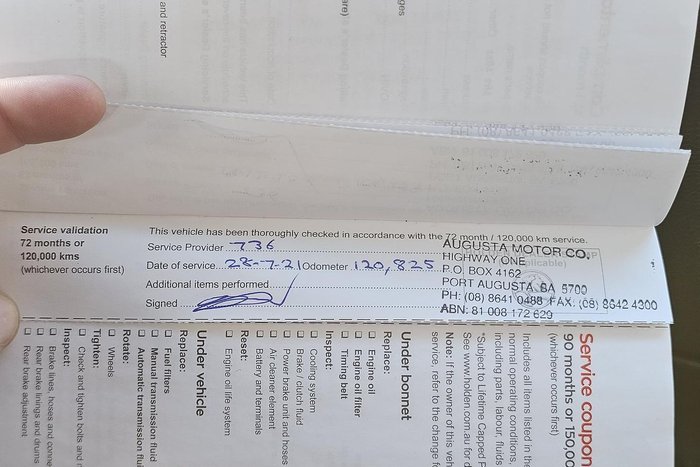 and retractor
Service validation
72 months or
120,000 kms
(whichever occurs first)
This vehicle has been thoroughly checked in accordance with the 72 month / 120,000 km service.
Service Provider 736
Date of service 28-7-21 Odometer 120,825
Additional items performed
Signed
AUGUSTA MOTOR CO.
HIGHWAY ONE
P.O. BOX 4162
PORT AUGUSTA, SA 5700
PH: (08) 8641 0488 FAX: (08) 8642 4300
ABN: 81 008 172 629
Service coupon
90 months or 150,00
(whichever occurs first)
Includes all items listed in the
normal operating conditions.
including parts, labour, fluids
*Subject to Lifetime Capped P
See www.holden.com.au for d
Note: If the owner of this veh
service, refer to the change f
Under bonnet
Replace:
Engine oil
Engine oil filter
Timing belt
Inspect:
Cooling system
Brake / clutch fluid
Power brake unit and hoses
Air cleaner element
Battery and terminals
Reset:
Engine oil life system
Under vehicle
Replace:
Fuel filters
Manual transmission fluid
Automatic transmission flui
Rotate:
Wheels
Tighten:
Check and tighten bolts and n
Inspect:
Brake lines, hoses and conne
Rear brake linings and drums
Rear brake adjustment